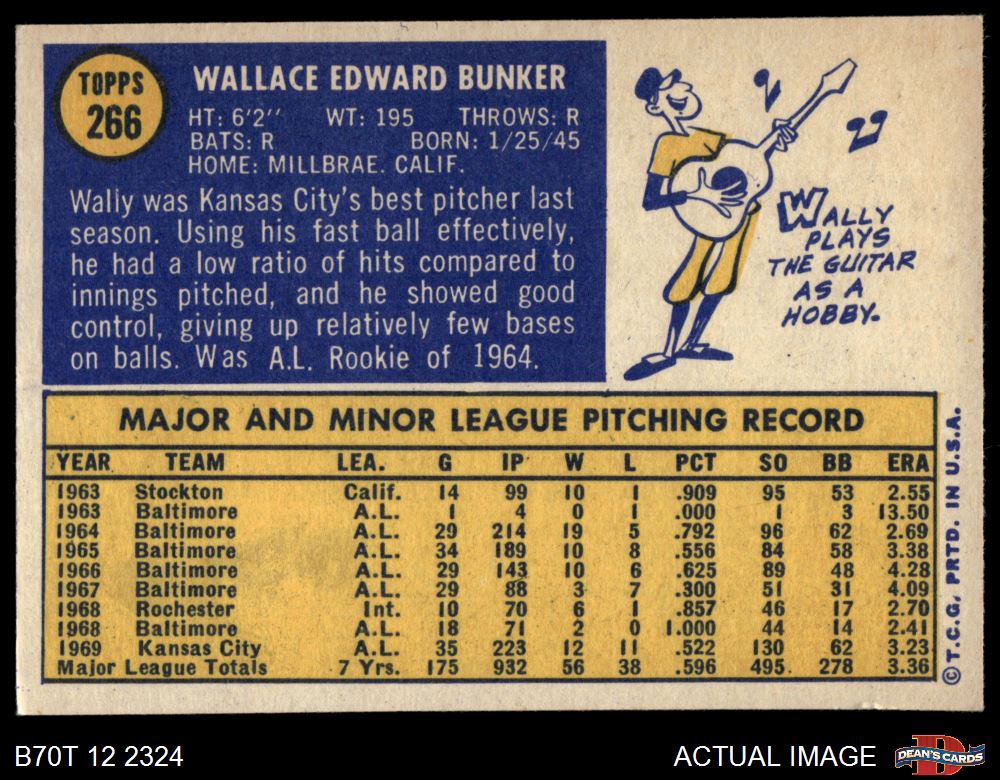 TOPPS
266
WALLACE EDWARD BUNKER
HT: 6'2'' WT: 195 THROWS: R
BATS: R BORN: 1/25/45
HOME: MILLBRAE. CALIF.
Wally was Kansas City's best pitcher last
season. Using his fast ball effectively,
he had a low ratio of hits compared to
innings pitched, and he showed good
control, giving up relatively few bases
on balls. Was A.L. Rookie of 1964.
WALLY
PLAYS
THE GUITAR
AS A
HOBBY.
MAJOR AND MINOR LEAGUE PITCHING RECORD
YEAR TEAM LEA. G IP W L PCT SO BB ERA
1963 Stockton Calif. 14 99 10 1 .909 95 53 2.55
1963 Baltimore A.L. 1 4 0 1 .000 1 3 13.50
1964 Baltimore A.L. 29 214 19 5 .792 96 62 2.69
1965 Baltimore A.L. 34 189 10 8 .556 84 58 3.38
1966 Baltimore A.L. 29 143 10 6 .625 89 48 4.28
1967 Baltimore A.L. 29 88 3 7 .300 51 31 4.09
1968 Rochester Int. 10 70 6 1 .857 46 17 2.70
1968 Baltimore A.L. 18 71 2 0 1.000 44 14 2.41
1969 Kansas City A.L. 35 223 12 11 .522 130 62 3.23
Major League Totals 7 Yrs. 175 932 56 38 .596 495 278 3.36
© T.C.G. PRTD. IN U.S.A.
B70T 12 2324
ACTUAL IMAGE
DEAN'S CARDS